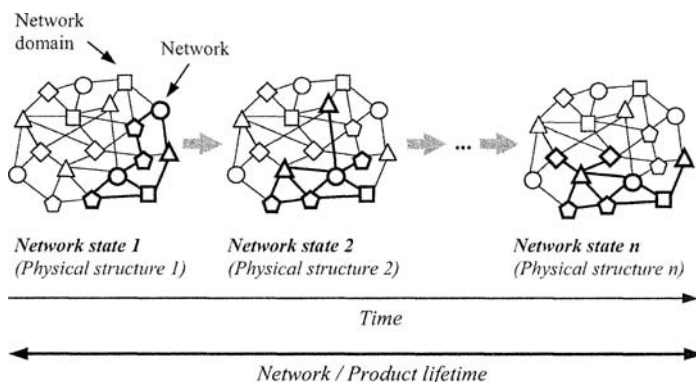 Network
domain
Network
...
Network state 1
(Physical structure 1)
Network state 2
(Physical structure 2)
Network state n
(Physical structure n)
Time
Network / Product lifetime